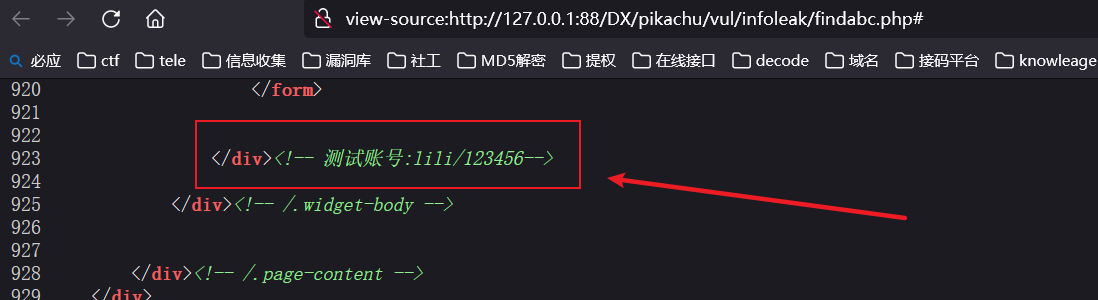 view-source:http://127.0.0.1:88/DX/pikachu/vul/infoleak/findabc.php#
必应 ctf tele 信息收集 漏洞库 社工 MD5解密 提权 在线接口 decode 域名 接码平台 knowleage
920 </form>
921
922
923 </div><!-- 测试账号:lili/123456-->
924
925 </div><!-- /.widget-body -->
926
927
928 </div><!-- /.page-content -->
929 </div>